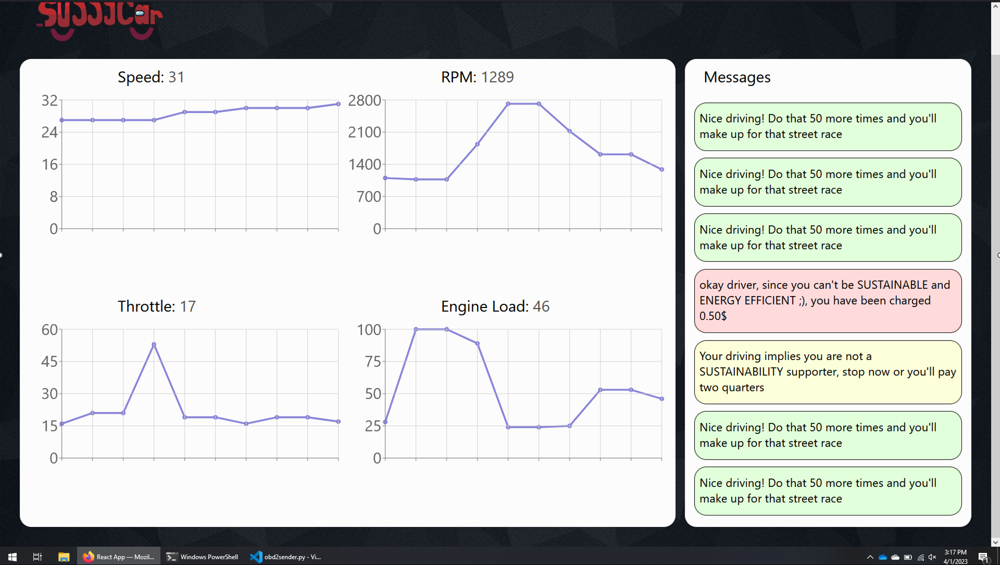 SussyCar
Speed: 31
32
24
16
8
0
RPM: 1289
2800
2100
1400
700
0
Throttle: 17
60
45
30
15
0
Engine Load: 46
100
75
50
25
0
Messages
Nice driving! Do that 50 more times and you'll
make up for that street race
Nice driving! Do that 50 more times and you'll
make up for that street race
Nice driving! Do that 50 more times and you'll
make up for that street race
okay driver, since you can't be SUSTAINABLE and
ENERGY EFFICIENT ;), you have been charged
0.50$
Your driving implies you are not a
SUSTAINABILITY supporter, stop now or you'll pay
two quarters
Nice driving! Do that 50 more times and you'll
make up for that street race
Nice driving! Do that 50 more times and you'll
make up for that street race
React App — Mozil...
Windows PowerShell
obd2sender.py - Vi...
3:17 PM
4/1/2023
1